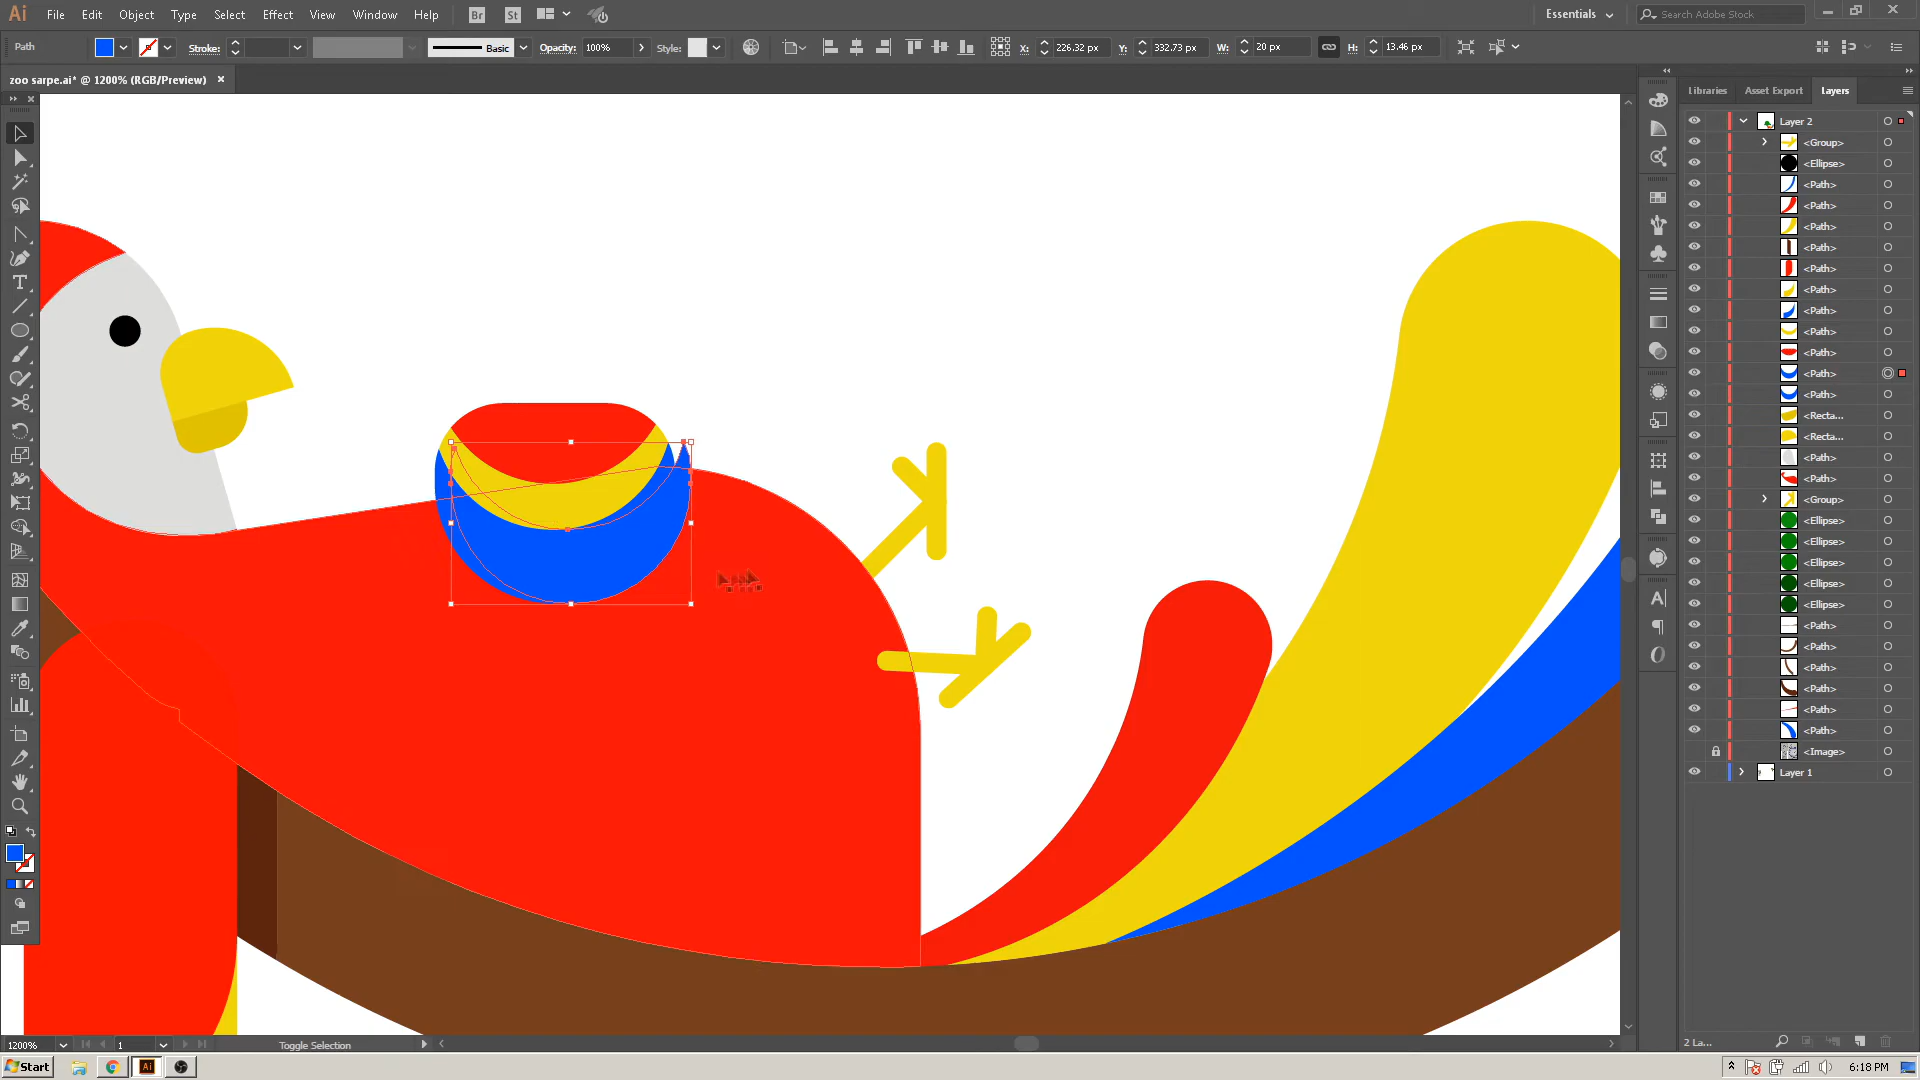 Ai File Edit Object Type Select Effect View Window Help Br St Essentials Search Adobe Stock
Path Stroke: Basic Opacity: 100% Style: X: 226.32 px Y: 332.73 px W: 20 px H: 13.46 px
zoo sarpe.ai* @ 1200% (RGB/Preview) ×
Libraries Asset Export Layers
Layer 2
<Group>
<Ellipse>
<Path>
<Path>
<Path>
<Path>
<Path>
<Path>
<Path>
<Path>
<Path>
<Path>
<Path>
<Recta...
<Recta...
<Path>
<Path>
<Group>
<Ellipse>
<Ellipse>
<Ellipse>
<Ellipse>
<Ellipse>
<Path>
<Path>
<Path>
<Path>
<Path>
<Path>
<Image>
Layer 1
2 La...
1200% 1 Toggle Selection
Start Ai 6:18 PM